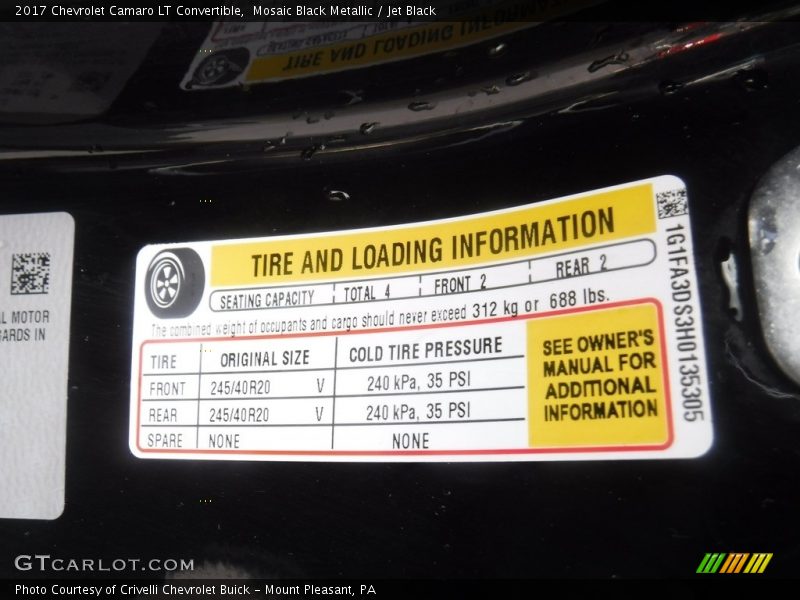 2017 Chevrolet Camaro LT Convertible, Mosaic Black Metallic / Jet Black
TIRE AND LOADING INFORMATION
SEATING CAPACITY TOTAL 4 FRONT 2 REAR 2
The combined weight of occupants and cargo should never exceed 312 kg or 688 lbs.
TIRE ORIGINAL SIZE COLD TIRE PRESSURE
FRONT 245/40R20 V 240 kPa, 35 PSI
REAR 245/40R20 V 240 kPa, 35 PSI
SPARE NONE NONE
SEE OWNER'S
MANUAL FOR
ADDITIONAL
INFORMATION
1G1FA3DS3H0135305
L MOTOR
ARDS IN
GTCARLOT.COM
Photo Courtesy of Crivelli Chevrolet Buick - Mount Pleasant, PA